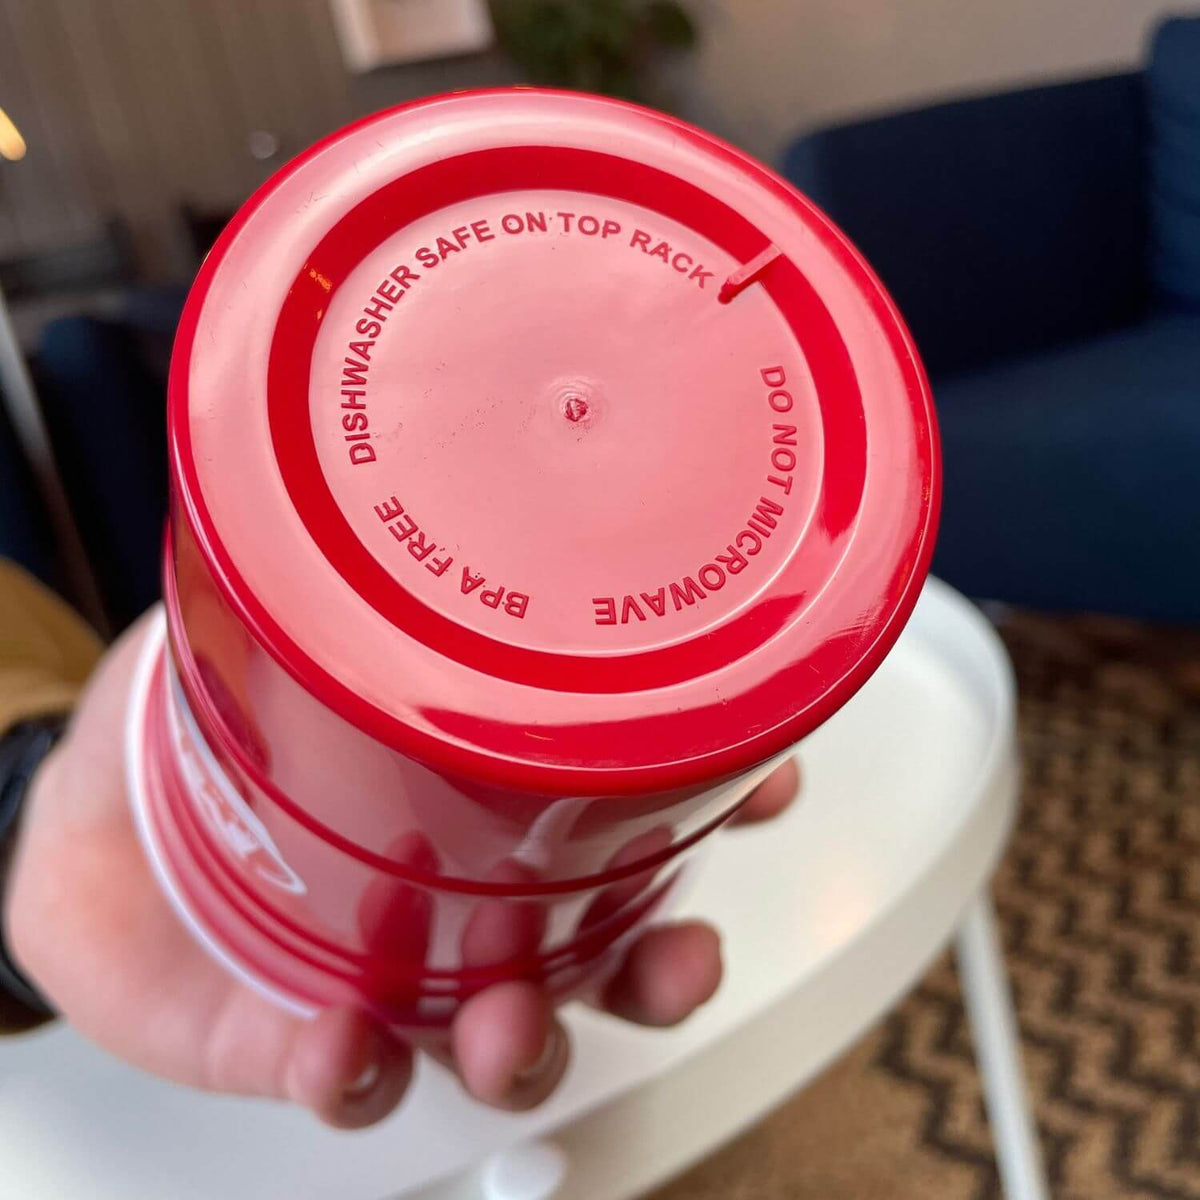 DISHWASHER SAFE ON TOP RACK
DO NOT MICROWAVE
BPA FREE